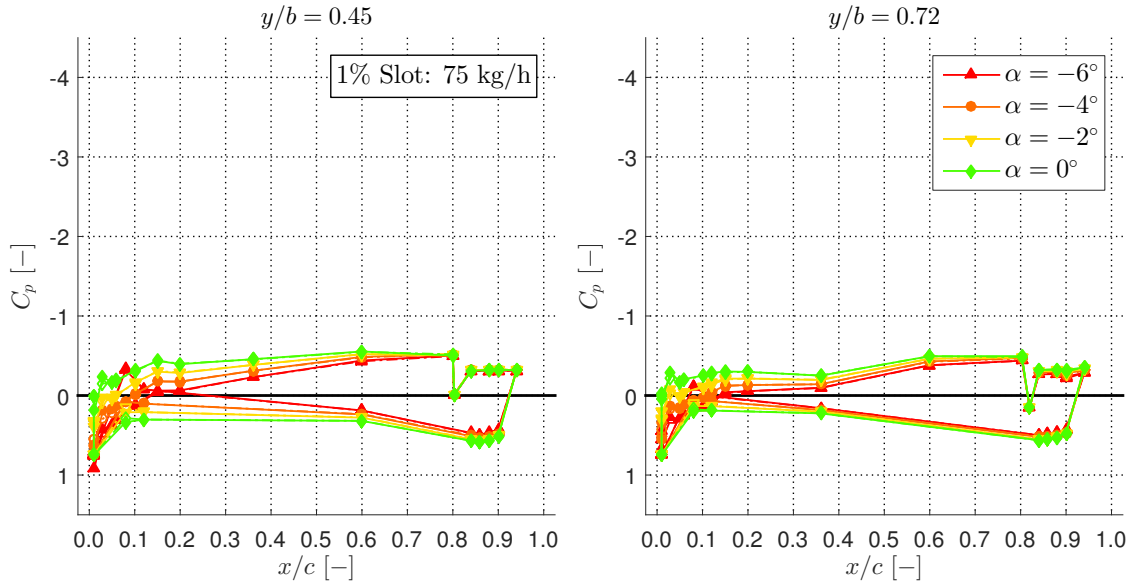 y/b = 0.45
1% Slot: 75 kg/h
-4
-3
-2
-1
0
1
C_p [−]
0.0 0.1 0.2 0.3 0.4 0.5 0.6 0.7 0.8 0.9 1.0
x/c [−]
y/b = 0.72
α = −6°
α = −4°
α = −2°
α = 0°
-4
-3
-2
-1
0
1
C_p [−]
0.0 0.1 0.2 0.3 0.4 0.5 0.6 0.7 0.8 0.9 1.0
x/c [−]